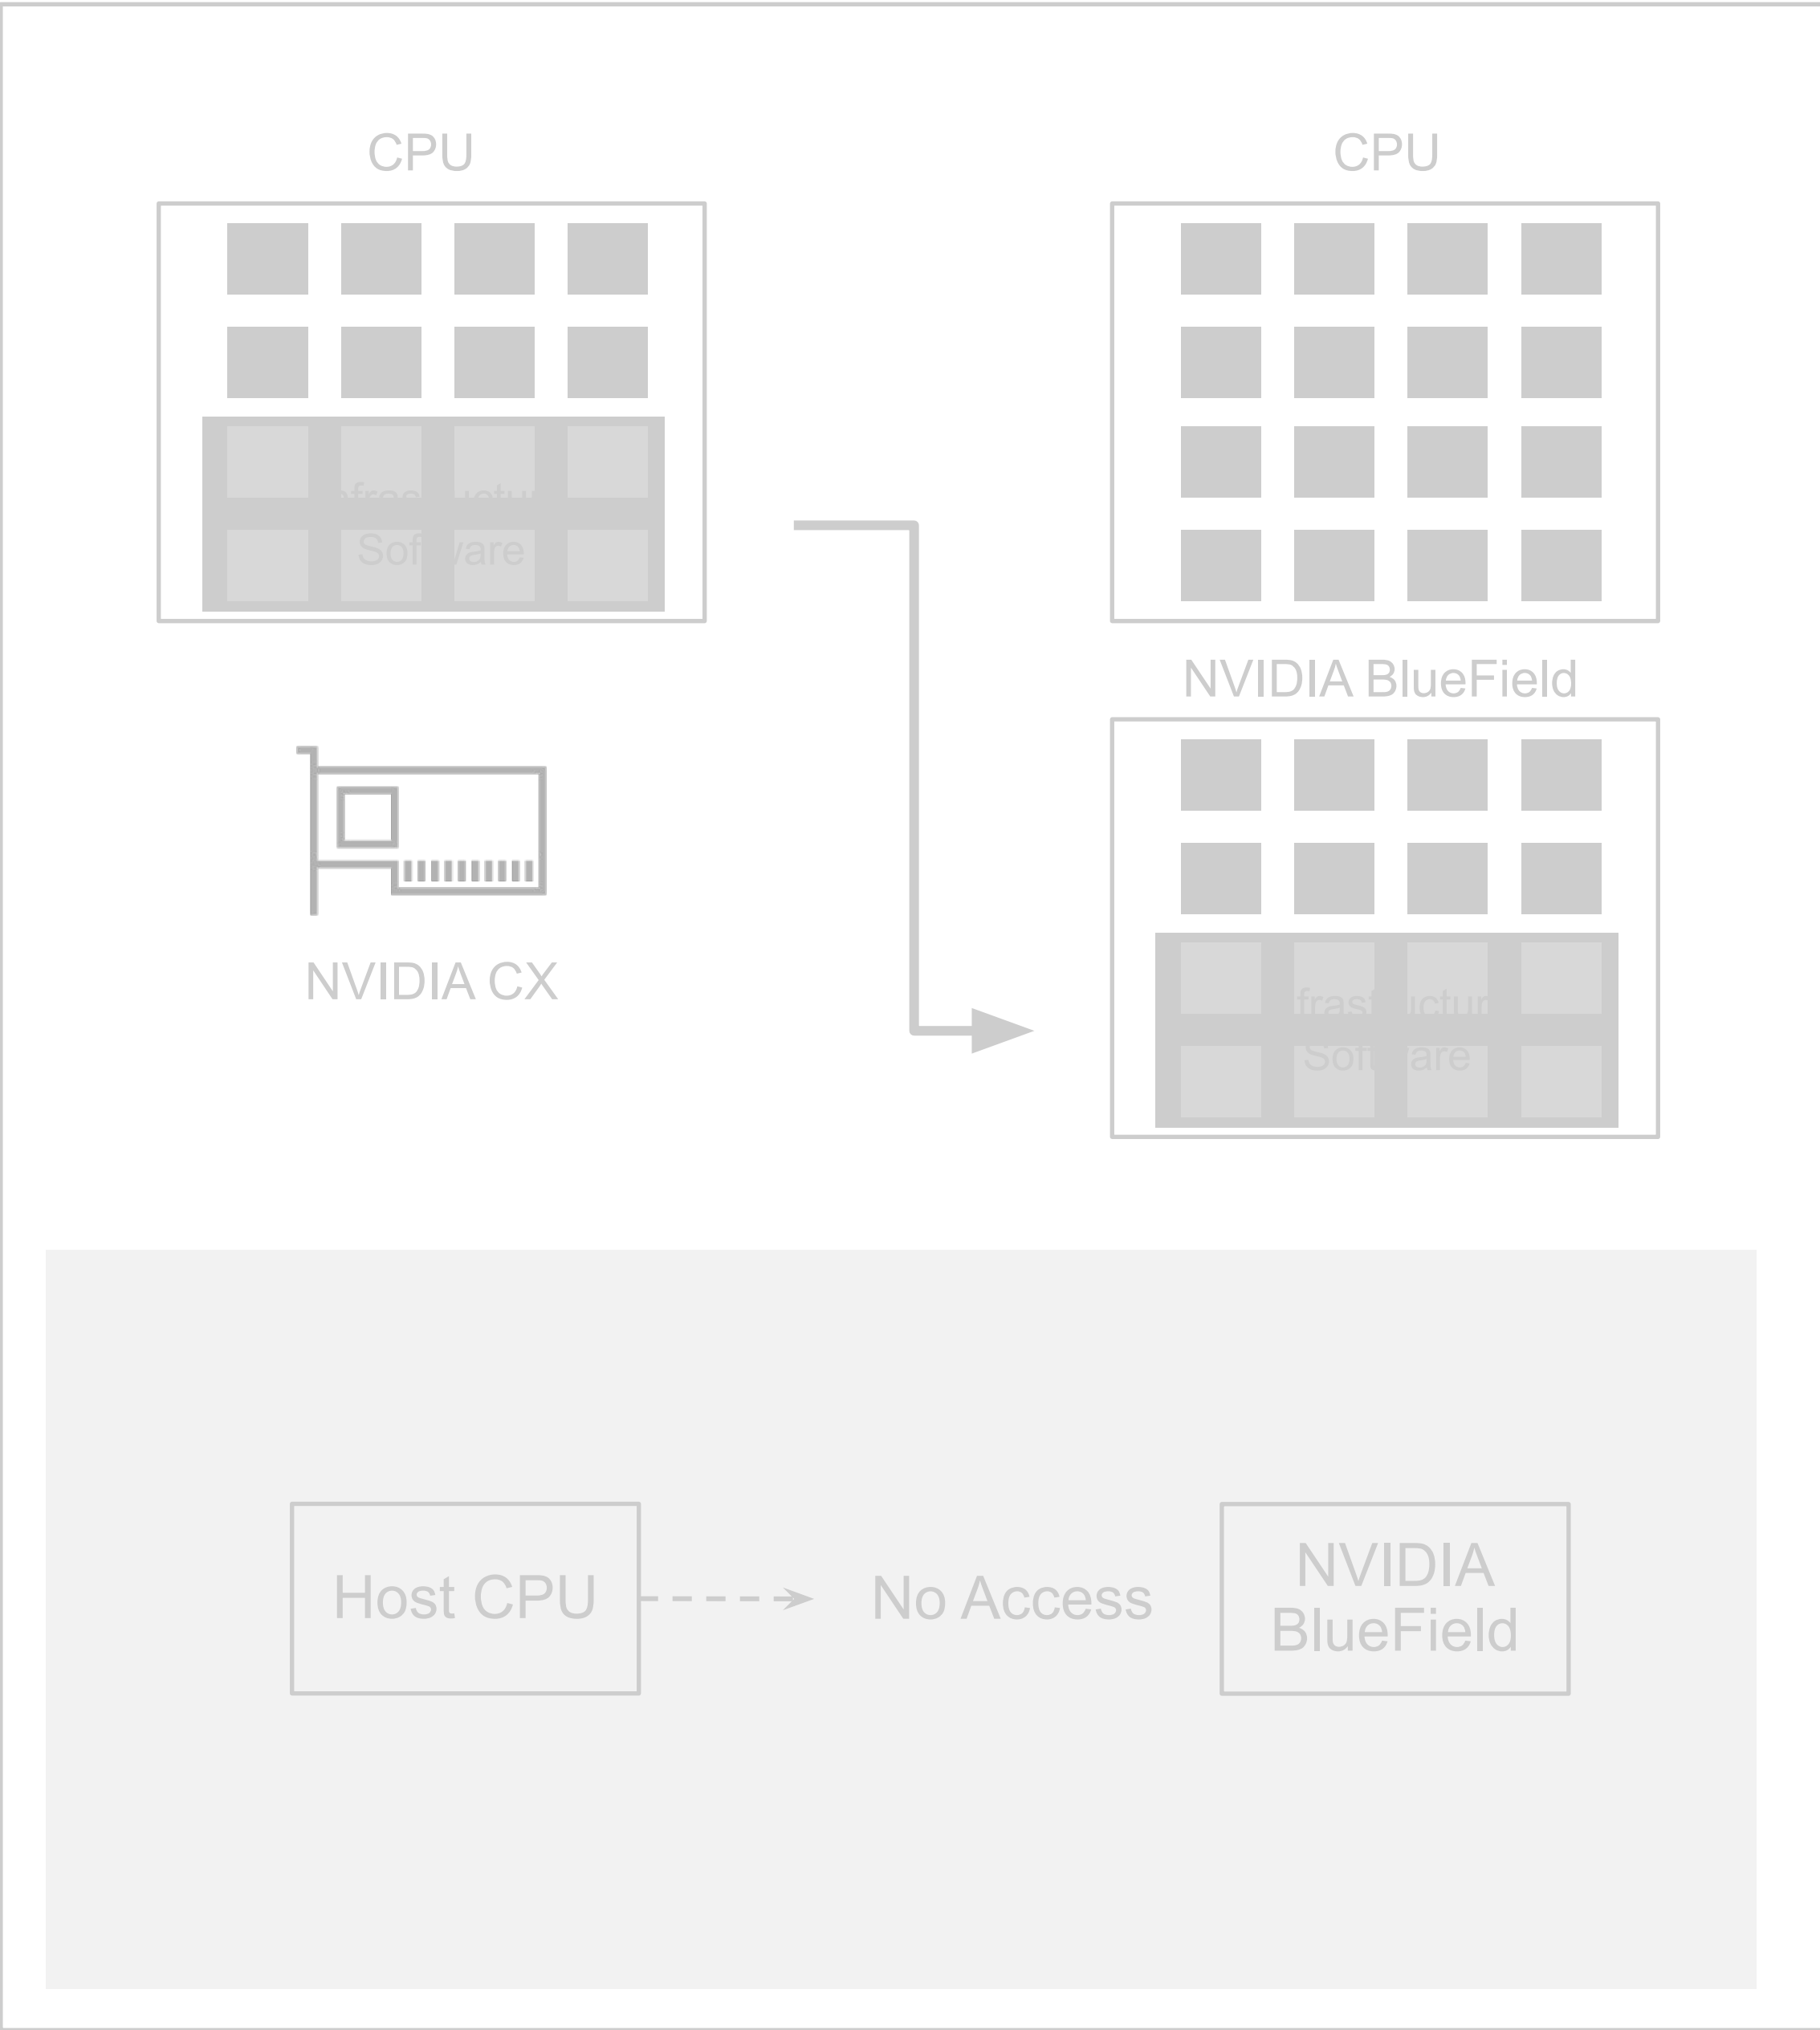 CPU
CPU
Software
NVIDIA BlueField
NVIDIA CX
Software
Host CPU
No Access
NVIDIA
BlueField